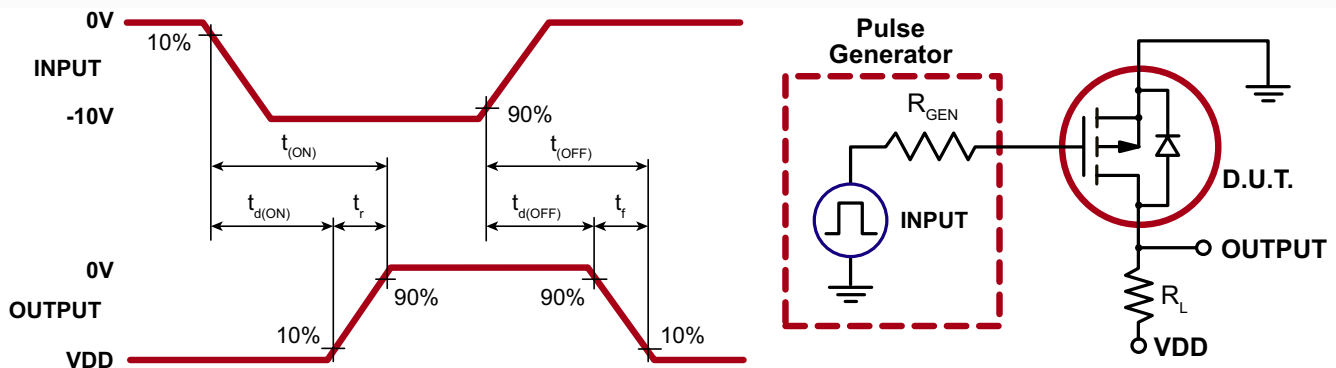 0V
10%
INPUT
-10V
90%
t(ON)
t(OFF)
td(ON)
tr
td(OFF)
tf
0V
90%
90%
OUTPUT
10%
10%
VDD
Pulse
Generator
RGEN
INPUT
D.U.T.
OUTPUT
RL
VDD